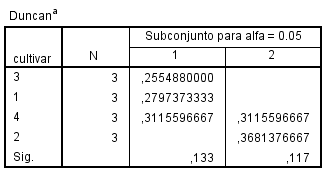 Duncanª
cultivar N Subconjunto para alfa = 0.05
1 2
3 3 ,2554880000
1 3 ,2797373333
4 3 ,3115596667 ,3115596667
2 3 ,3681376667
Sig. ,133 ,117